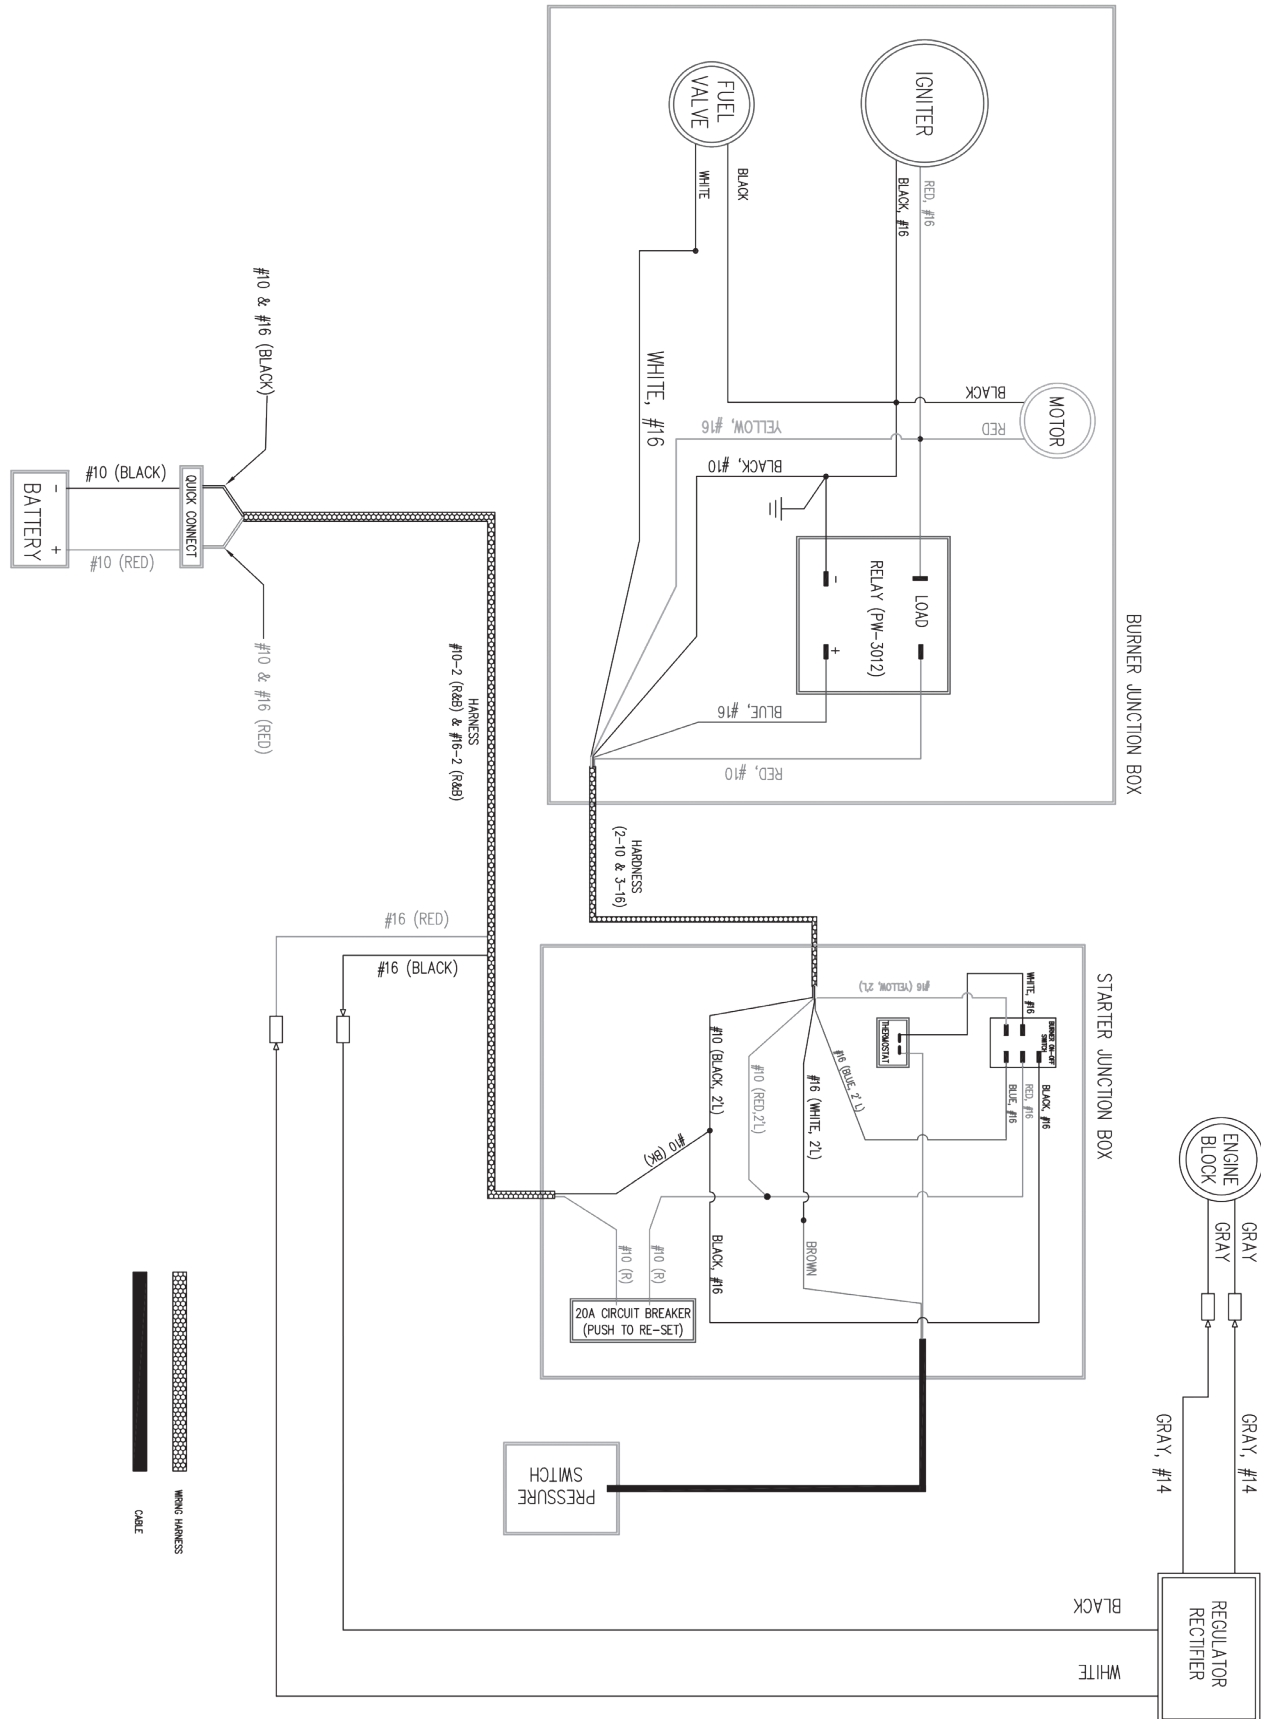 BURNER JUNCTION BOX
IGNITER
FUEL
VALVE
RED, #16
BLACK, #16
BLACK
WHITE
MOTOR
BLACK
RED
WHITE, #16
YELLOW, #16
BLACK, #10
LOAD
RELAY (PW-3012)
-
+
BLUE, #16
RED, #10
HARDNESS
(2-10 & 3-16)
#10 & #16 (BLACK)
#10 (BLACK)
QUICK CONNECT
-
BATTERY
+
#10 (RED)
#10 & #16 (RED)
HARNESS
#10-2 (R&B) & #16-2 (R&B)
#16 (RED)
#16 (BLACK)
STARTER JUNCTION BOX
WHITE, #16
#16 (YELLOW, 2'L)
BURNER ON-OFF
SWITCH
THERMOSTAT
BLACK, #16
RED, #16
BLUE, #16
#16 (BLUE, 2' L)
#16 (WHITE, 2'L)
#10 (RED,2'L)
#10 (BLACK, 2'L)
#10 (BK)
BROWN
BLACK, #16
#10 (R)
#10 (R)
20A CIRCUIT BREAKER
(PUSH TO RE-SET)
PRESSURE
SWITCH
ENGINE
BLOCK
GRAY
GRAY
GRAY, #14
GRAY, #14
REGULATOR
RECTIFIER
BLACK
WHITE
WIRING HARNESS
CABLE